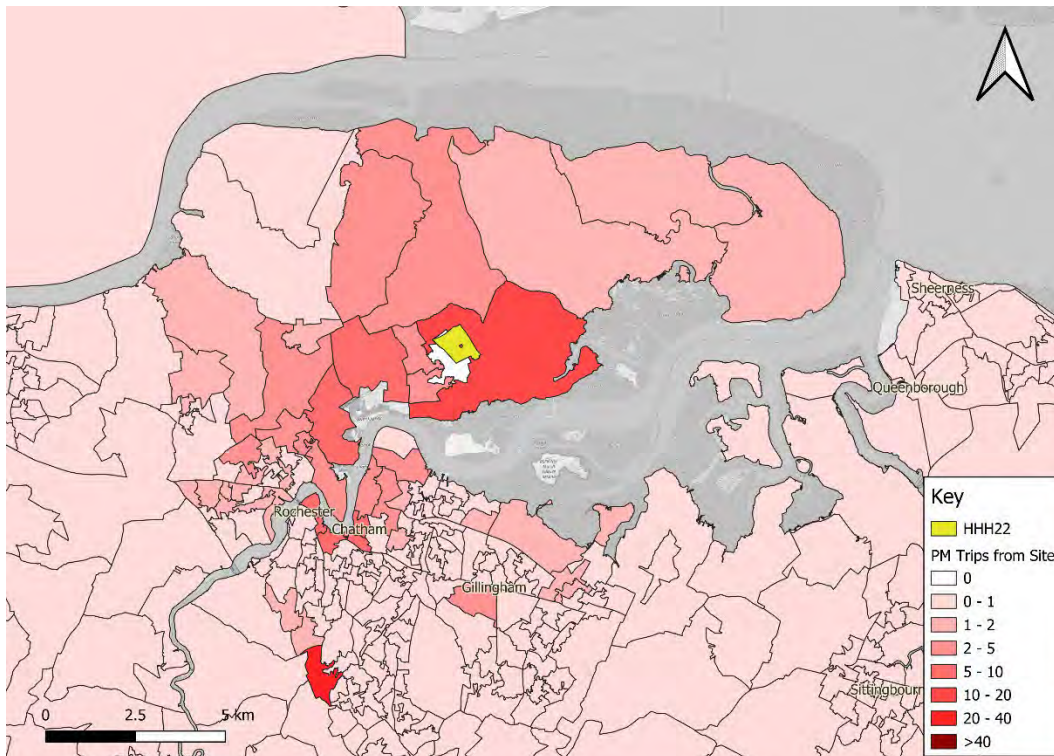 Sheerness
Queenborough
Rochester
Chatham
Gillingham
Sittingbourn
Key
HHH22
PM Trips from Site
0
0 - 1
1 - 2
2 - 5
5 - 10
10 - 20
20 - 40
>40
0 2.5 5 km